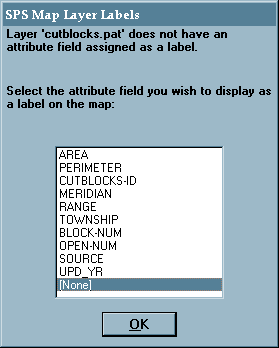 SPS Map Layer Labels
Layer 'cutblocks.pat' does not have an
attribute field assigned as a label.
Select the attribute field you wish to display as
a label on the map:
AREA
PERIMETER
CUTBLOCKS-ID
MERIDIAN
RANGE
TOWNSHIP
BLOCK-NUM
OPEN-NUM
SOURCE
UPD_YR
[None]
OK